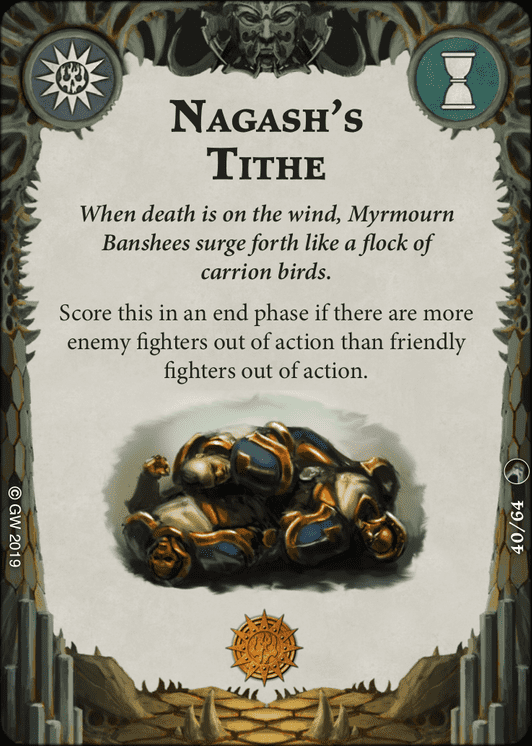 NAGASH'S
TITHE
When death is on the wind, Myrmourn
Banshees surge forth like a flock of
carrion birds.
Score this in an end phase if there are more
enemy fighters out of action than friendly
fighters out of action.
© GW 2019
40/64